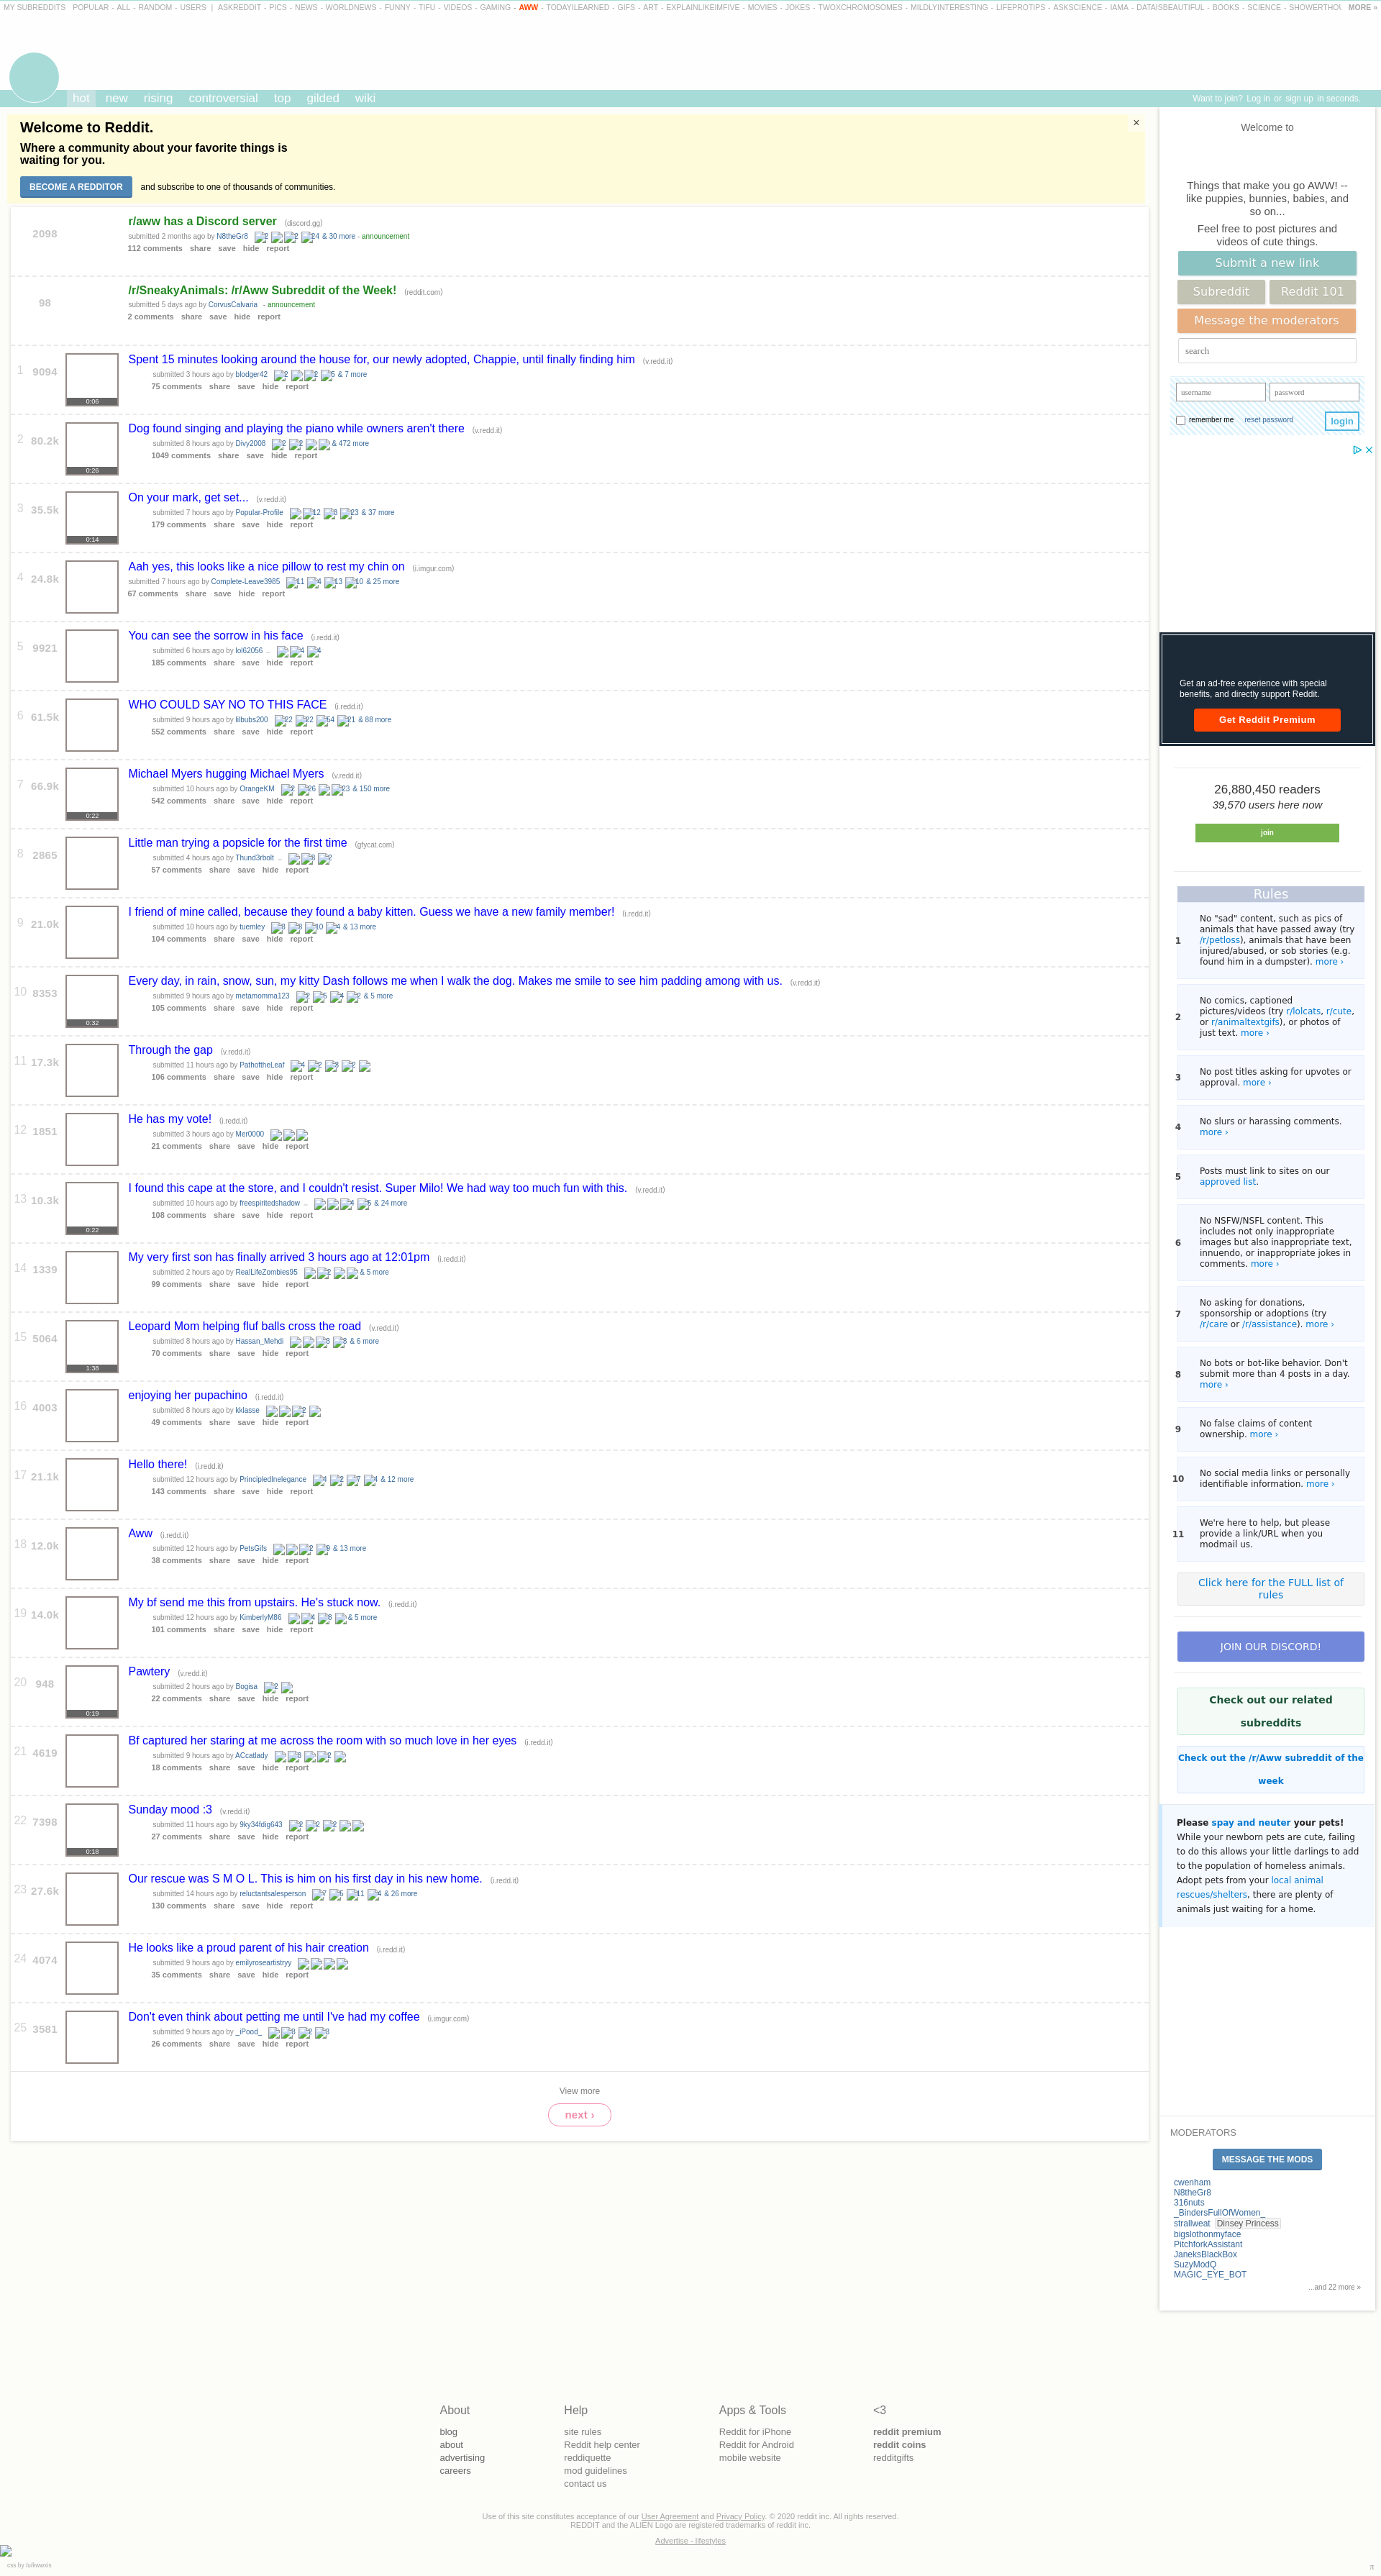 MY SUBREDDITS POPULAR - ALL - RANDOM - USERS | ASKREDDIT - PICS - NEWS - WORLDNEWS - FUNNY - TIFU - VIDEOS - GAMING - AWW - TODAYILEARNED - GIFS - ART - EXPLAINLIKEIMFIVE - MOVIES - JOKES - TWOXCHROMOSOMES - MILDLYINTERESTING - LIFEPROTIPS - ASKSCIENCE - IAMA - DATAISBEAUTIFUL - BOOKS - SCIENCE - SHOWERTHOU MORE »
hot new rising controversial top gilded wiki
Want to join? Log in or sign up in seconds.
Welcome to Reddit.
Where a community about your favorite things is
waiting for you.
BECOME A REDDITOR and subscribe to one of thousands of communities.
×
2098
r/aww has a Discord server (discord.gg)
submitted 2 months ago by N8theGr8 2 2 24 & 30 more - announcement
112 comments share save hide report
98
/r/SneakyAnimals: /r/Aww Subreddit of the Week! (reddit.com)
submitted 5 days ago by CorvusCalvaria - announcement
2 comments share save hide report
1 9094 0:06
Spent 15 minutes looking around the house for, our newly adopted, Chappie, until finally finding him (v.redd.it)
submitted 3 hours ago by blodger42 2 2 5 & 7 more
75 comments share save hide report
2 80.2k 0:26
Dog found singing and playing the piano while owners aren't there (v.redd.it)
submitted 8 hours ago by Divy2008 2 2 & 472 more
1049 comments share save hide report
3 35.5k 0:14
On your mark, get set... (v.redd.it)
submitted 7 hours ago by Popular-Profile 12 3 23 & 37 more
179 comments share save hide report
4 24.8k
Aah yes, this looks like a nice pillow to rest my chin on (i.imgur.com)
submitted 7 hours ago by Complete-Leave3985 11 4 13 10 & 25 more
67 comments share save hide report
5 9921
You can see the sorrow in his face (i.redd.it)
submitted 6 hours ago by lol62056 .. 4 4
185 comments share save hide report
6 61.5k
WHO COULD SAY NO TO THIS FACE (i.redd.it)
submitted 9 hours ago by lilbubs200 22 22 54 21 & 88 more
552 comments share save hide report
7 66.9k 0:22
Michael Myers hugging Michael Myers (v.redd.it)
submitted 10 hours ago by OrangeKM 2 26 23 & 150 more
542 comments share save hide report
8 2865
Little man trying a popsicle for the first time (gfycat.com)
submitted 4 hours ago by Thund3rbolt .. 3 2
57 comments share save hide report
9 21.0k
I friend of mine called, because they found a baby kitten. Guess we have a new family member! (i.redd.it)
submitted 10 hours ago by tuemley 3 3 10 4 & 13 more
104 comments share save hide report
10 8353 0:32
Every day, in rain, snow, sun, my kitty Dash follows me when I walk the dog. Makes me smile to see him padding among with us. (v.redd.it)
submitted 9 hours ago by metamomma123 2 5 4 2 & 5 more
105 comments share save hide report
11 17.3k
Through the gap (v.redd.it)
submitted 11 hours ago by PathoftheLeaf 4 2 3 2
106 comments share save hide report
12 1851
He has my vote! (i.redd.it)
submitted 3 hours ago by Mer0000
21 comments share save hide report
13 10.3k 0:22
I found this cape at the store, and I couldn't resist. Super Milo! We had way too much fun with this. (v.redd.it)
submitted 10 hours ago by freespiritedshadow .. 4 5 & 24 more
108 comments share save hide report
14 1339
My very first son has finally arrived 3 hours ago at 12:01pm (i.redd.it)
submitted 2 hours ago by RealLifeZombies95 2 & 5 more
99 comments share save hide report
15 5064 1:38
Leopard Mom helping fluf balls cross the road (v.redd.it)
submitted 8 hours ago by Hassan_Mehdi 3 8 & 6 more
70 comments share save hide report
16 4003
enjoying her pupachino (i.redd.it)
submitted 8 hours ago by kklasse 2
49 comments share save hide report
17 21.1k
Hello there! (i.redd.it)
submitted 12 hours ago by PrincipledInelegance 4 2 7 4 & 12 more
143 comments share save hide report
18 12.0k
Aww (i.redd.it)
submitted 12 hours ago by PetsGifs 2 9 & 13 more
38 comments share save hide report
19 14.0k
My bf send me this from upstairs. He's stuck now. (i.redd.it)
submitted 12 hours ago by KimberlyM86 4 8 & 5 more
101 comments share save hide report
20 948 0:19
Pawtery (v.redd.it)
submitted 2 hours ago by Bogisa 2
22 comments share save hide report
21 4619
Bf captured her staring at me across the room with so much love in her eyes (i.redd.it)
submitted 9 hours ago by ACcatlady 3 2
18 comments share save hide report
22 7398 0:18
Sunday mood :3 (v.redd.it)
submitted 11 hours ago by 9ky34fdig643 2 2 2
27 comments share save hide report
23 27.6k
Our rescue was S M O L. This is him on his first day in his new home. (i.redd.it)
submitted 14 hours ago by reluctantsalesperson 7 5 11 4 & 26 more
130 comments share save hide report
24 4074
He looks like a proud parent of his hair creation (i.redd.it)
submitted 9 hours ago by emilyroseartistryy
35 comments share save hide report
25 3581
Don't even think about petting me until I've had my coffee (i.imgur.com)
submitted 9 hours ago by _iPood_ 3 2 3
26 comments share save hide report
View more
next ›
Welcome to
Things that make you go AWW! --
like puppies, bunnies, babies, and
so on...
Feel free to post pictures and
videos of cute things.
Submit a new link
Subreddit Reddit 101
Message the moderators
search
username password
remember me reset password login
Get an ad-free experience with special
benefits, and directly support Reddit.
Get Reddit Premium
26,880,450 readers
39,570 users here now
join
Rules
1 No "sad" content, such as pics of
animals that have passed away (try
/r/petloss), animals that have been
injured/abused, or sob stories (e.g.
found him in a dumpster). more ›
2 No comics, captioned
pictures/videos (try r/lolcats, r/cute,
or r/animaltextgifs), or photos of
just text. more ›
3 No post titles asking for upvotes or
approval. more ›
4 No slurs or harassing comments.
more ›
5 Posts must link to sites on our
approved list.
6 No NSFW/NSFL content. This
includes not only inappropriate
images but also inappropriate text,
innuendo, or inappropriate jokes in
comments. more ›
7 No asking for donations,
sponsorship or adoptions (try
/r/care or /r/assistance). more ›
8 No bots or bot-like behavior. Don't
submit more than 4 posts in a day.
more ›
9 No false claims of content
ownership. more ›
10 No social media links or personally
identifiable information. more ›
11 We're here to help, but please
provide a link/URL when you
modmail us.
Click here for the FULL list of
rules
JOIN OUR DISCORD!
Check out our related
subreddits
Check out the /r/Aww subreddit of the
week
Please spay and neuter your pets!
While your newborn pets are cute, failing
to do this allows your little darlings to add
to the population of homeless animals.
Adopt pets from your local animal
rescues/shelters, there are plenty of
animals just waiting for a home.
MODERATORS
MESSAGE THE MODS
cwenham
N8theGr8
316nuts
_BindersFullOfWomen_
strallweat Dinsey Princess
bigslothonmyface
PitchforkAssistant
JaneksBlackBox
SuzyModQ
MAGIC_EYE_BOT
...and 22 more »
About
blog
about
advertising
careers
Help
site rules
Reddit help center
reddiquette
mod guidelines
contact us
Apps & Tools
Reddit for iPhone
Reddit for Android
mobile website
<3
reddit premium
reddit coins
redditgifts
Use of this site constitutes acceptance of our User Agreement and Privacy Policy. © 2020 reddit inc. All rights reserved.
REDDIT and the ALIEN Logo are registered trademarks of reddit inc.
Advertise - lifestyles
css by /u/kwwxis
π